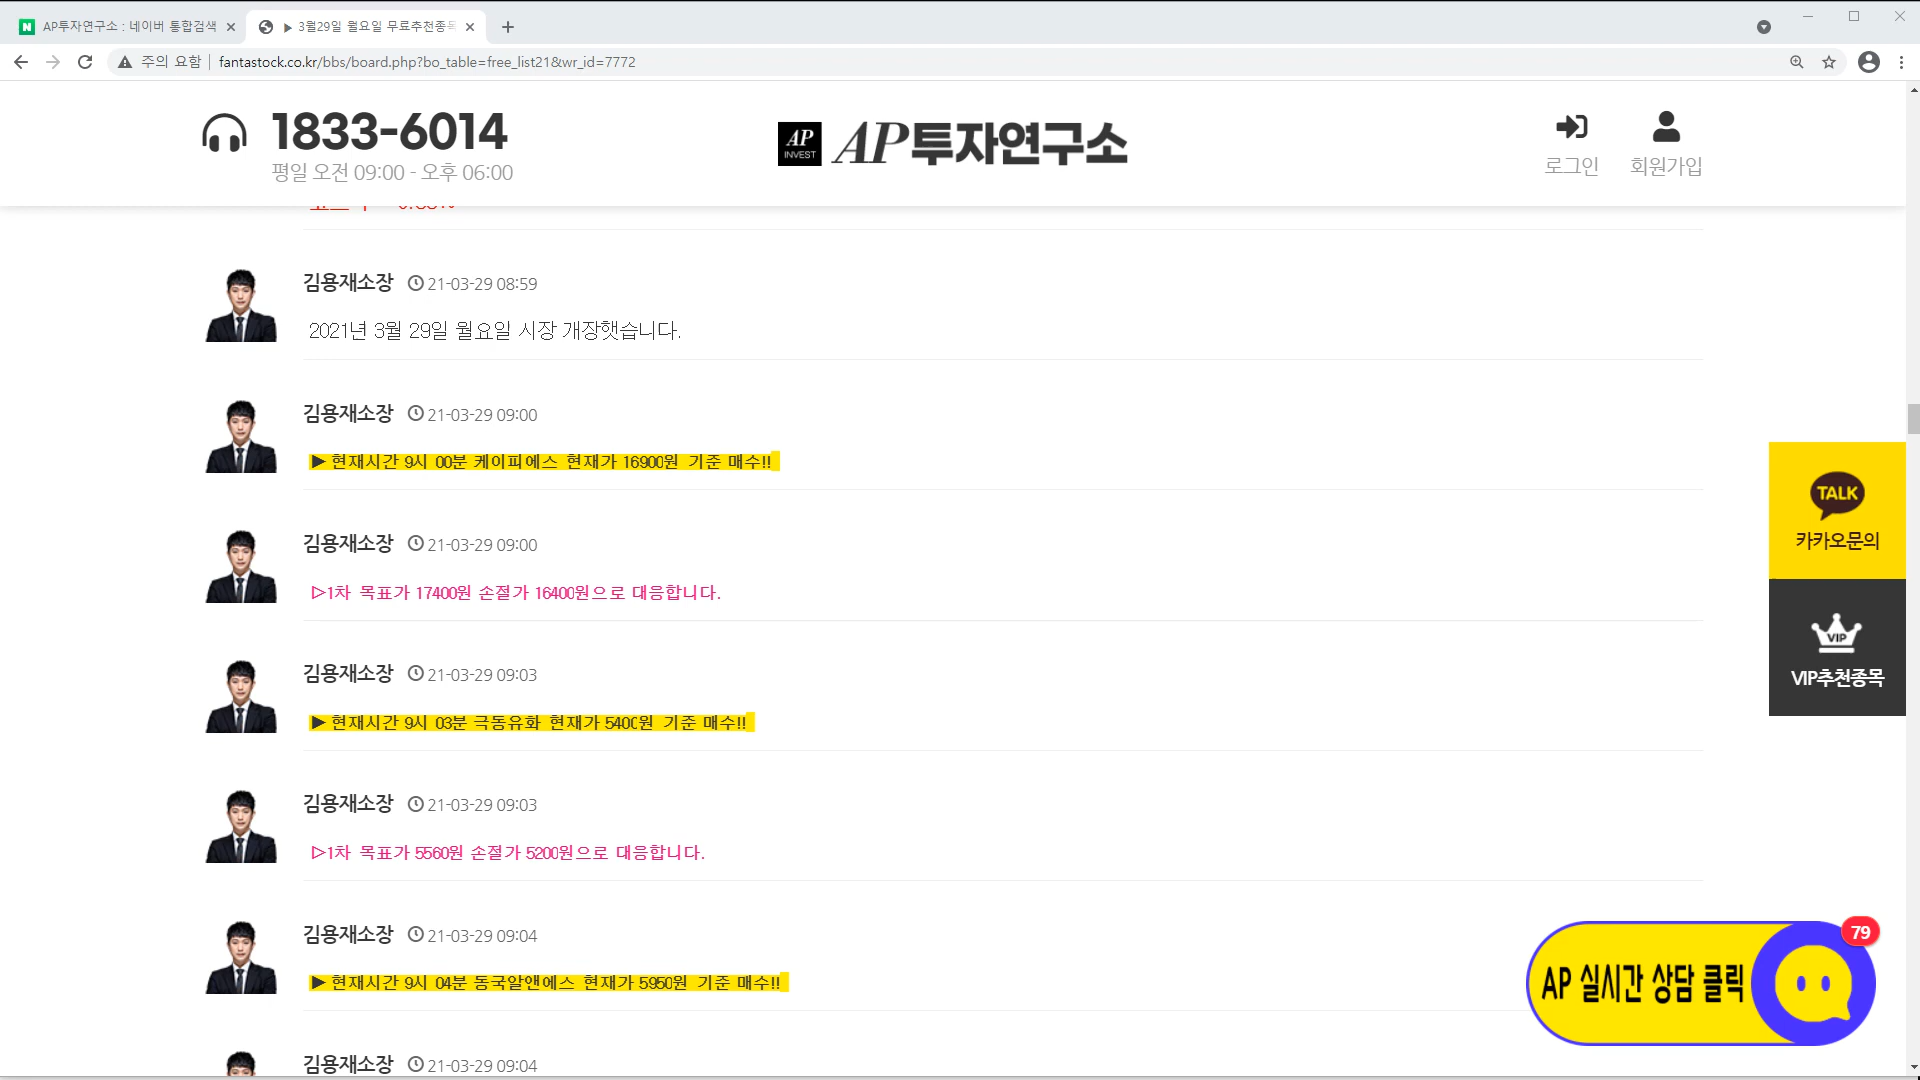 AP투자연구소 : 네이버 통합검색
▶ 3월29일 월요일 무료추천종목
주의 요함 | fantastock.co.kr/bbs/board.php?bo_table=free_list21&wr_id=7772
1833-6014
평일 오전 09:00 - 오후 06:00
AP INVEST
AP투자연구소
로그인
회원가입
김용재소장 21-03-29 08:59
2021년 3월 29일 월요일 시장 개장햇습니다.
김용재소장 21-03-29 09:00
▶ 현재시간 9시 00분 케이피에스 현재가 16900원 기준 매수!!
김용재소장 21-03-29 09:00
▷1차 목표가 17400원 손절가 16400원으로 대응합니다.
김용재소장 21-03-29 09:03
▶ 현재시간 9시 03분 극동유화 현재가 5400원 기준 매수!!
김용재소장 21-03-29 09:03
▷1차 목표가 5560원 손절가 5200원으로 대응합니다.
김용재소장 21-03-29 09:04
▶ 현재시간 9시 04분 동국알앤에스 현재가 5950원 기준 매수!!
김용재소장 21-03-29 09:04
TALK
카카오문의
VIP
VIP추천종목
79
AP 실시간 상담 클릭